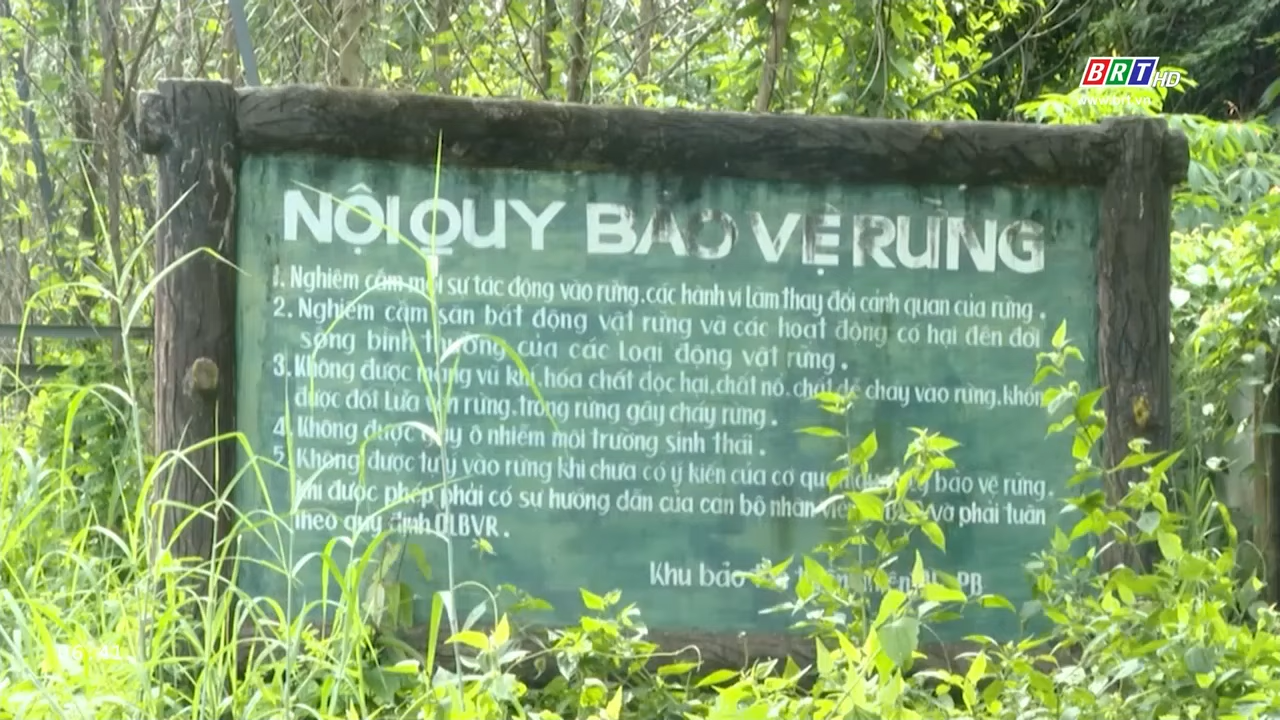 BRT HD
www.brt.vn
NỘI QUY BẢO VỆ RỪNG
1. Nghiêm cấm mọi sự tác động vào rừng, các hành vi làm thay đổi cảnh quan của rừng.
2. Nghiêm cấm săn bắt động vật rừng và các hoạt động có hại đến đời
sống bình thường của các loại động vật rừng.
3. Không được mang vũ khí, hóa chất độc hại, chất nổ, chất dễ cháy vào rừng, không
được đốt lửa ven rừng, trong rừng gây cháy rừng.
4. Không được gây ô nhiễm môi trường sinh thái.
5. Không được tự ý vào rừng khi chưa có ý kiến của cơ quan bảo vệ rừng.
Khi được phép phải có sự hướng dẫn của cán bộ nhân viên và phải tuân
theo quy định QLBVR.
Khu bảo PB